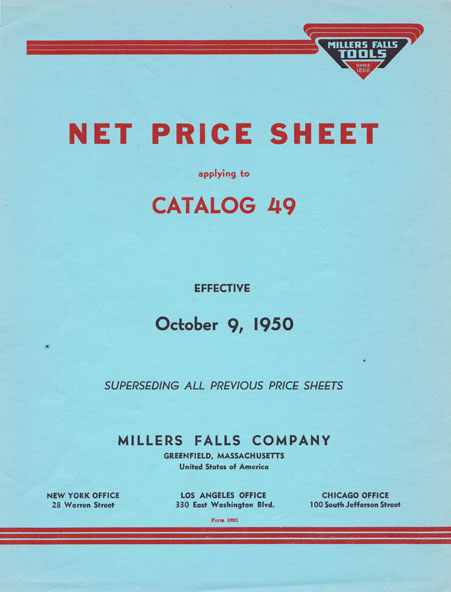 MILLERS FALLS
TOOLS
SINCE
1868
NET PRICE SHEET
applying to
CATALOG 49
EFFECTIVE
October 9, 1950
SUPERSEDING ALL PREVIOUS PRICE SHEETS
MILLERS FALLS COMPANY
GREENFIELD, MASSACHUSETTS
United States of America
NEW YORK OFFICE LOS ANGELES OFFICE CHICAGO OFFICE
28 Warren Street 330 East Washington Blvd. 100 South Jefferson Street
Form